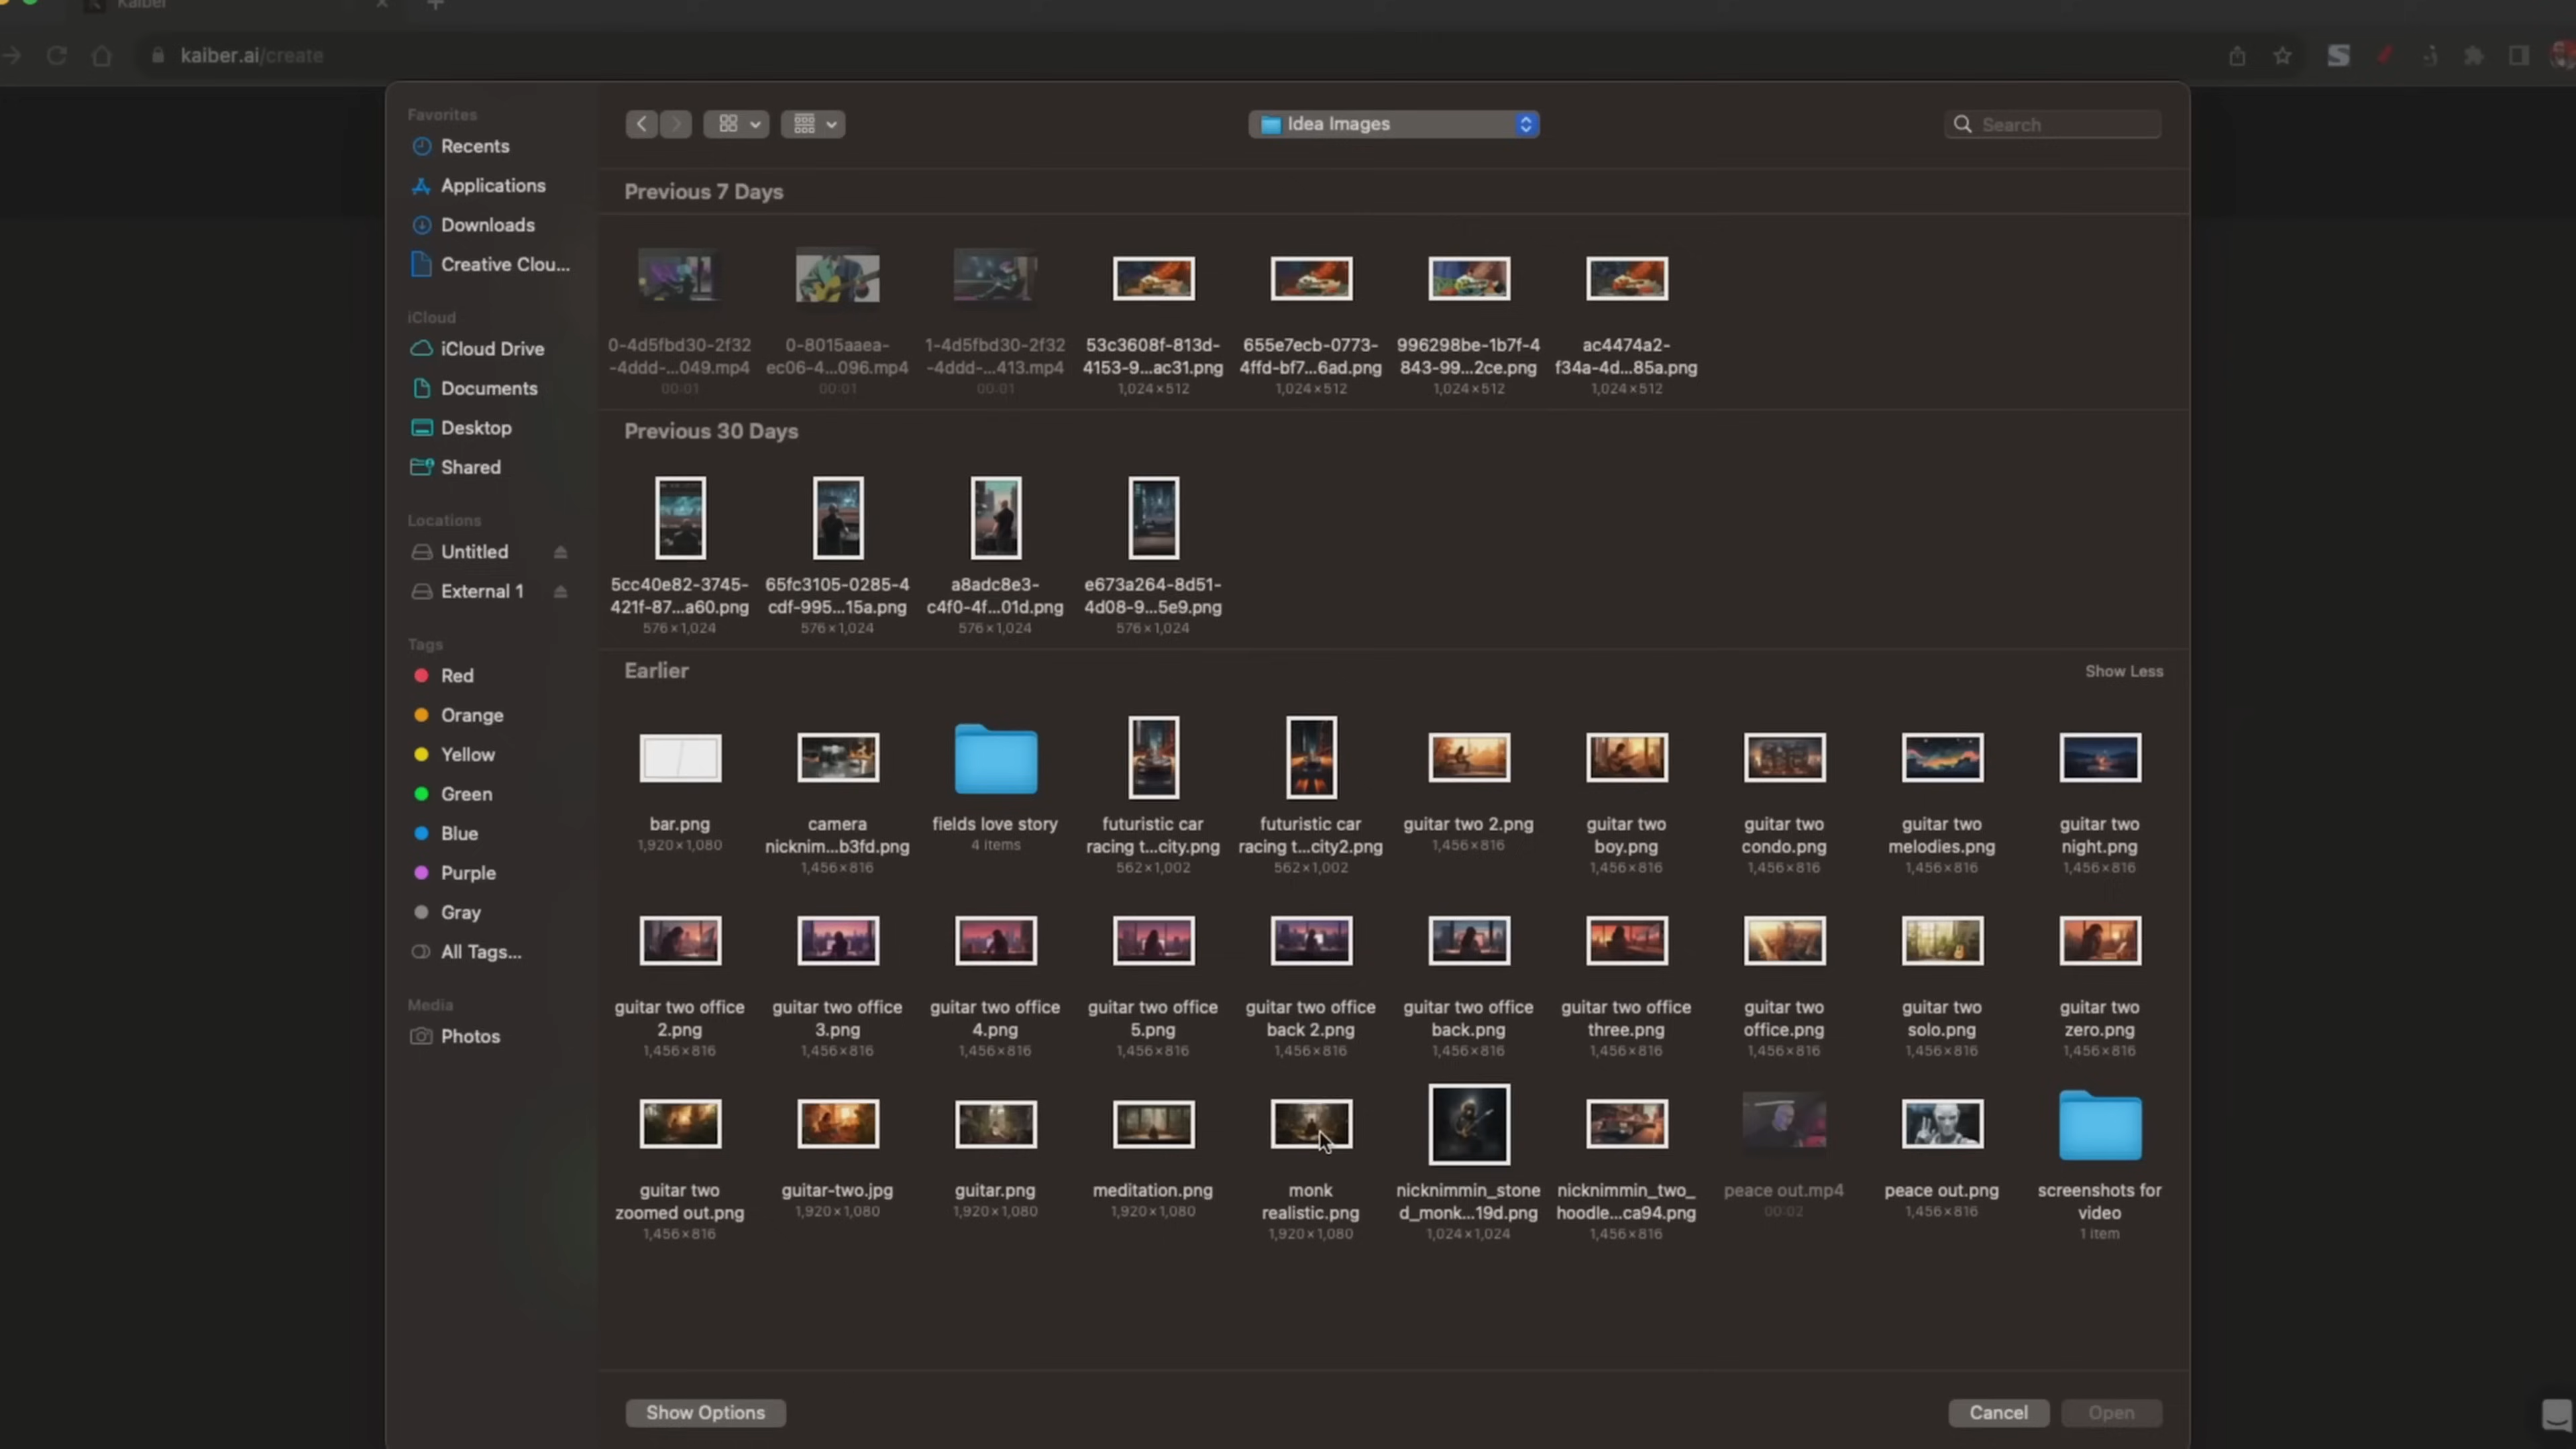 Kaiber
kaiber.ai/create
Favorites
Recents
Applications
Downloads
Creative Clou...
iCloud
iCloud Drive
Documents
Desktop
Shared
Locations
Untitled
External 1
Tags
Red
Orange
Yellow
Green
Blue
Purple
Gray
All Tags...
Media
Photos
Idea Images
Search
Previous 7 Days
0-4d5fbd30-2f32
-4ddd-...049.mp4
00:01
0-8015aaea-
ec06-4...096.mp4
00:01
1-4d5fbd30-2f32
-4ddd-...413.mp4
00:01
53c3608f-813d-
4153-9...ac31.png
1,024×512
655e7ecb-0773-
4ffd-bf7...6ad.png
1,024×512
996298be-1b7f-4
843-99...2ce.png
1,024×512
ac4474a2-
f34a-4d...85a.png
1,024×512
Previous 30 Days
5cc40e82-3745-
421f-87...a60.png
576×1,024
65fc3105-0285-4
cdf-995...15a.png
576×1,024
a8adc8e3-
c4f0-4f...01d.png
576×1,024
e673a264-8d51-
4d08-9...5e9.png
576×1,024
Earlier
Show Less
bar.png
1,920×1,080
camera
nicknim...b3fd.png
1,456×816
fields love story
4 items
futuristic car
racing t...city.png
562×1,002
futuristic car
racing t...city2.png
562×1,002
guitar two 2.png
1,456×816
guitar two
boy.png
1,456×816
guitar two
condo.png
1,456×816
guitar two
melodies.png
1,456×816
guitar two
night.png
1,456×816
guitar two office
2.png
1,456×816
guitar two office
3.png
1,456×816
guitar two office
4.png
1,456×816
guitar two office
5.png
1,456×816
guitar two office
back 2.png
1,456×816
guitar two office
back.png
1,456×816
guitar two office
three.png
1,456×816
guitar two
office.png
1,456×816
guitar two
solo.png
1,456×816
guitar two
zero.png
1,456×816
guitar two
zoomed out.png
1,456×816
guitar-two.jpg
1,920×1,080
guitar.png
1,920×1,080
meditation.png
1,920×1,080
monk
realistic.png
1,920×1,080
nicknimmin_stone
d_monk...19d.png
1,024×1,024
nicknimmin_two_
hoodle...ca94.png
1,456×816
peace out.mp4
00:02
peace out.png
1,456×816
screenshots for
video
1 item
Show Options
Cancel
Open